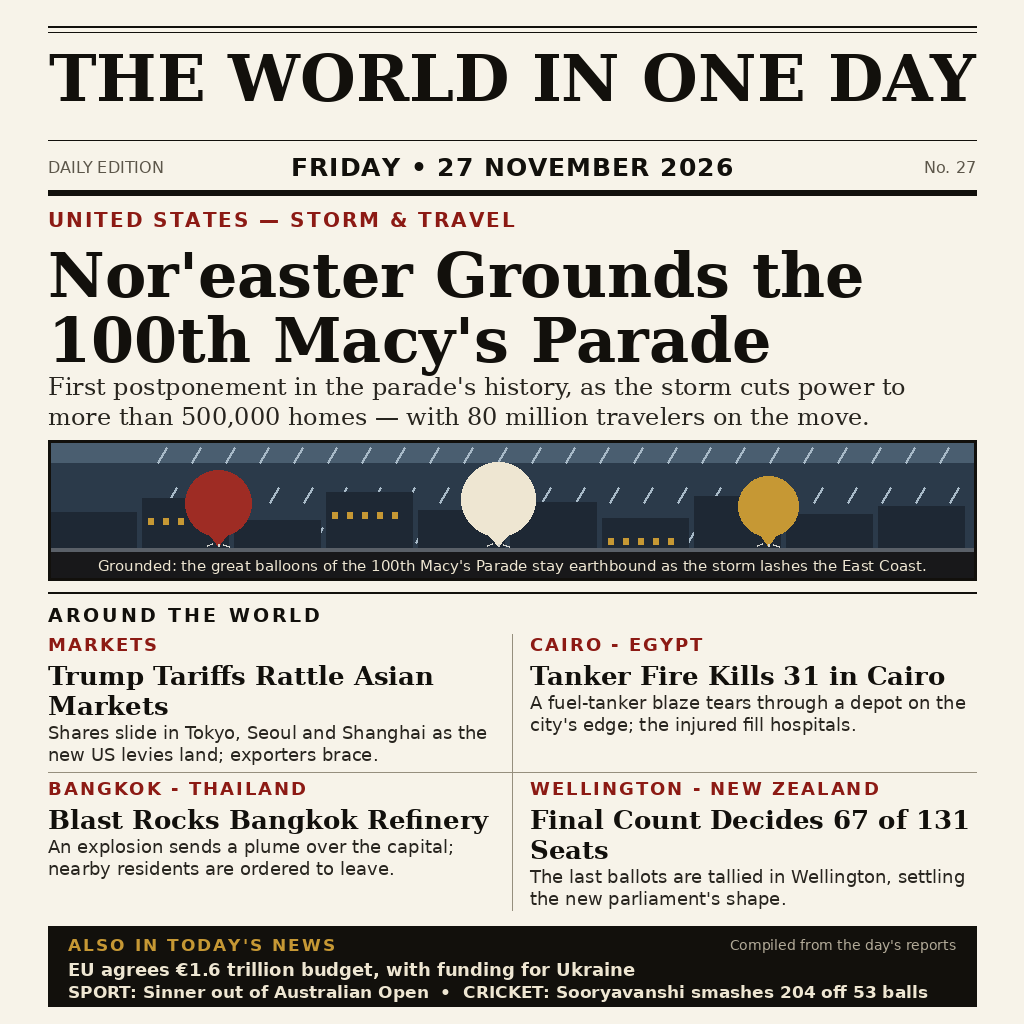 THE WORLD IN ONE DAY
DAILY EDITION
FRIDAY • 27 NOVEMBER 2026
No. 27
UNITED STATES — STORM & TRAVEL
Nor'easter Grounds the
100th Macy's Parade
First postponement in the parade's history, as the storm cuts power to
more than 500,000 homes — with 80 million travelers on the move.
Grounded: the great balloons of the 100th Macy's Parade stay earthbound as the storm lashes the East Coast.
AROUND THE WORLD
MARKETS
Trump Tariffs Rattle Asian
Markets
Shares slide in Tokyo, Seoul and Shanghai as the
new US levies land; exporters brace.
CAIRO - EGYPT
Tanker Fire Kills 31 in Cairo
A fuel-tanker blaze tears through a depot on the
city's edge; the injured fill hospitals.
BANGKOK - THAILAND
Blast Rocks Bangkok Refinery
An explosion sends a plume over the capital;
nearby residents are ordered to leave.
WELLINGTON - NEW ZEALAND
Final Count Decides 67 of 131
Seats
The last ballots are tallied in Wellington, settling
the new parliament's shape.
ALSO IN TODAY'S NEWS
Compiled from the day's reports
EU agrees €1.6 trillion budget, with funding for Ukraine
SPORT: Sinner out of Australian Open • CRICKET: Sooryavanshi smashes 204 off 53 balls